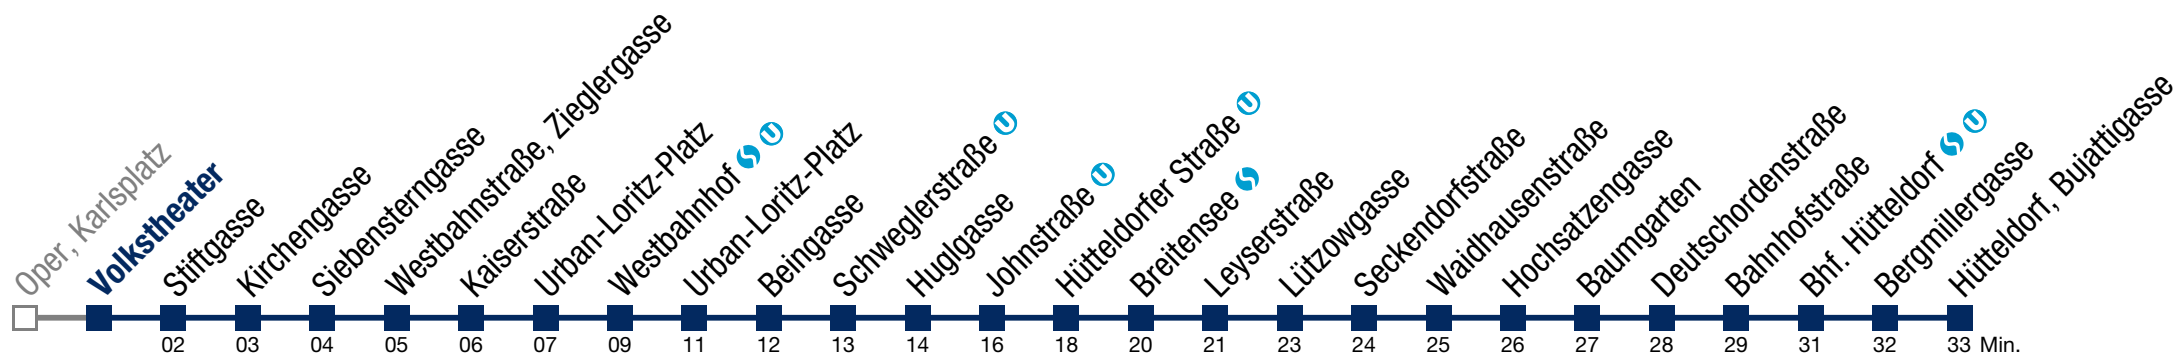 Oper, Karlsplatz
Volkstheater
Stiftgasse
Kirchengasse
Siebensterngasse
Westbahnstraße, Zieglergasse
Kaiserstraße
Urban-Loritz-Platz
Westbahnhof S U
Urban-Loritz-Platz
Beingasse
Schweglerstraße U
Huglgasse
Johnstraße U
Hütteldorfer Straße U
Breitensee S
Leyserstraße
Lützowgasse
Seckendorfstraße
Waidhausenstraße
Hochsatzengasse
Baumgarten
Deutschordenstraße
Bahnhofstraße
Bhf. Hütteldorf S U
Bergmillergasse
Hütteldorf, Bujattigasse
02 03 04 05 06 07 09 11 12 13 14 16 18 20 21 23 24 25 26 27 28 29 31 32 33 Min.